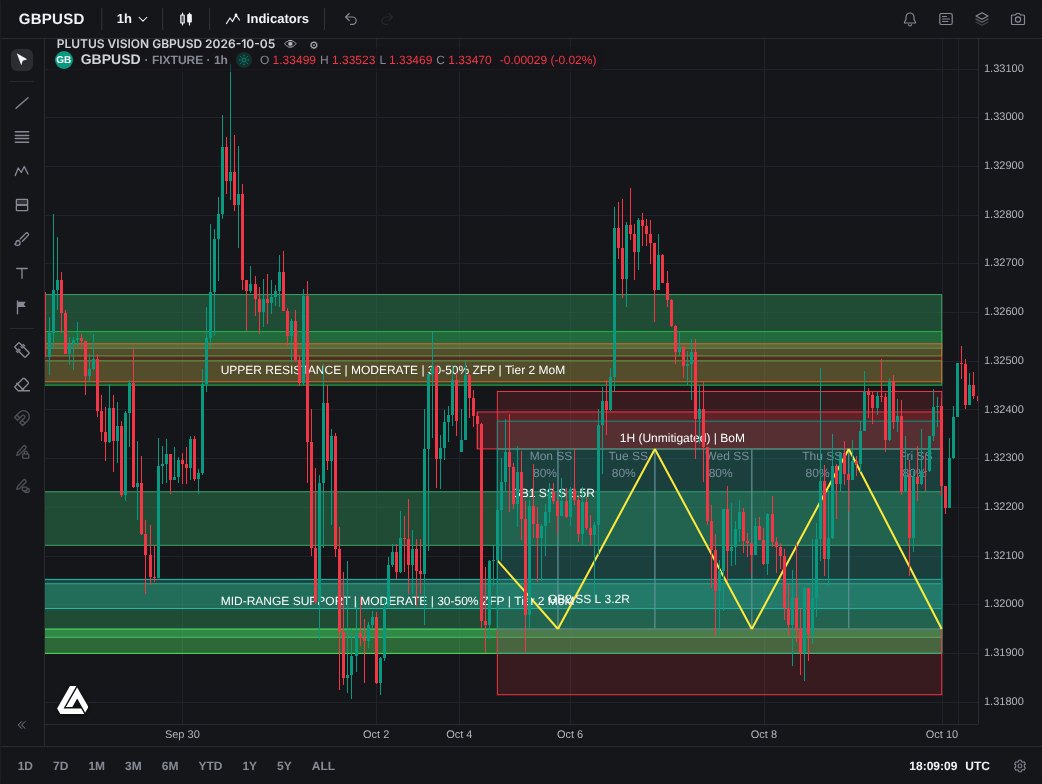 GBPUSD 1h Indicators
PLUTUS VISION GBPUSD 2026-10-05
GB GBPUSD · FIXTURE · 1h O 1.33499 H 1.33523 L 1.33469 C 1.33470 -0.00029 (-0.02%)
1.33100
1.33000
1.32900
1.32800
1.32700
1.32600
1.32500
UPPER RESISTANCE | MODERATE | 30-50% ZFP | Tier 2 MoM
1.32400
1H (Unmitigated) | BoM
Mon SS Tue SS Wed SS Thu SS Fri SS
1.32300
80% 80% 80% 80% 80%
1.32200
1.32100
MID-RANGE SUPPORT | MODERATE | 30-50% ZFP | Tier 2 MoM
SS L 3.2R
1.32000
1.31900
1.31800
Sep 30 Oct 2 Oct 4 Oct 6 Oct 8 Oct 10
1D 7D 1M 3M 6M YTD 1Y 5Y ALL 18:09:09 UTC